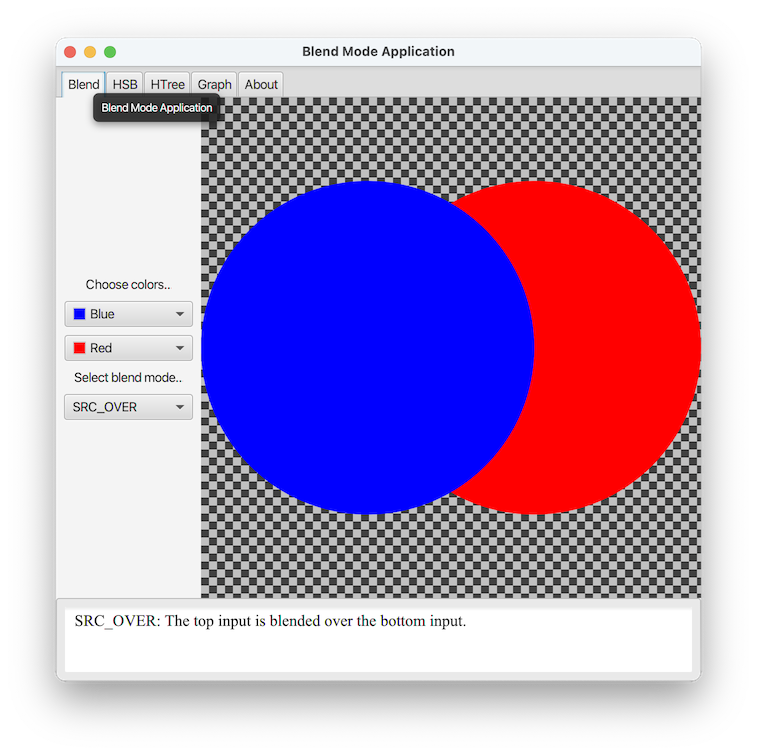 Blend Mode Application
Blend HSB HTree Graph About
Blend Mode Application
Choose colors..
Blue
Red
Select blend mode..
SRC_OVER
SRC_OVER: The top input is blended over the bottom input.